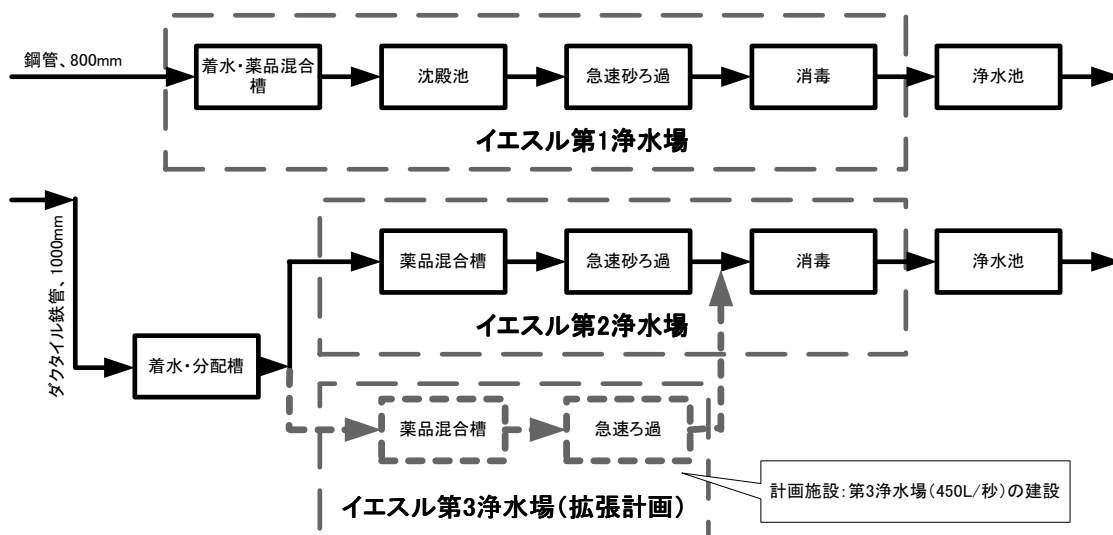 鋼管、800mm
着水・薬品混合
槽
沈殿池
急速砂ろ過
消毒
浄水池
イエスル第1浄水場
ダクタイル鉄管、1000mm
薬品混合槽
急速砂ろ過
消毒
浄水池
イエスル第2浄水場
着水・分配槽
薬品混合槽
急速ろ過
イエスル第3浄水場(拡張計画)
計画施設:第3浄水場(450L/秒)の建設